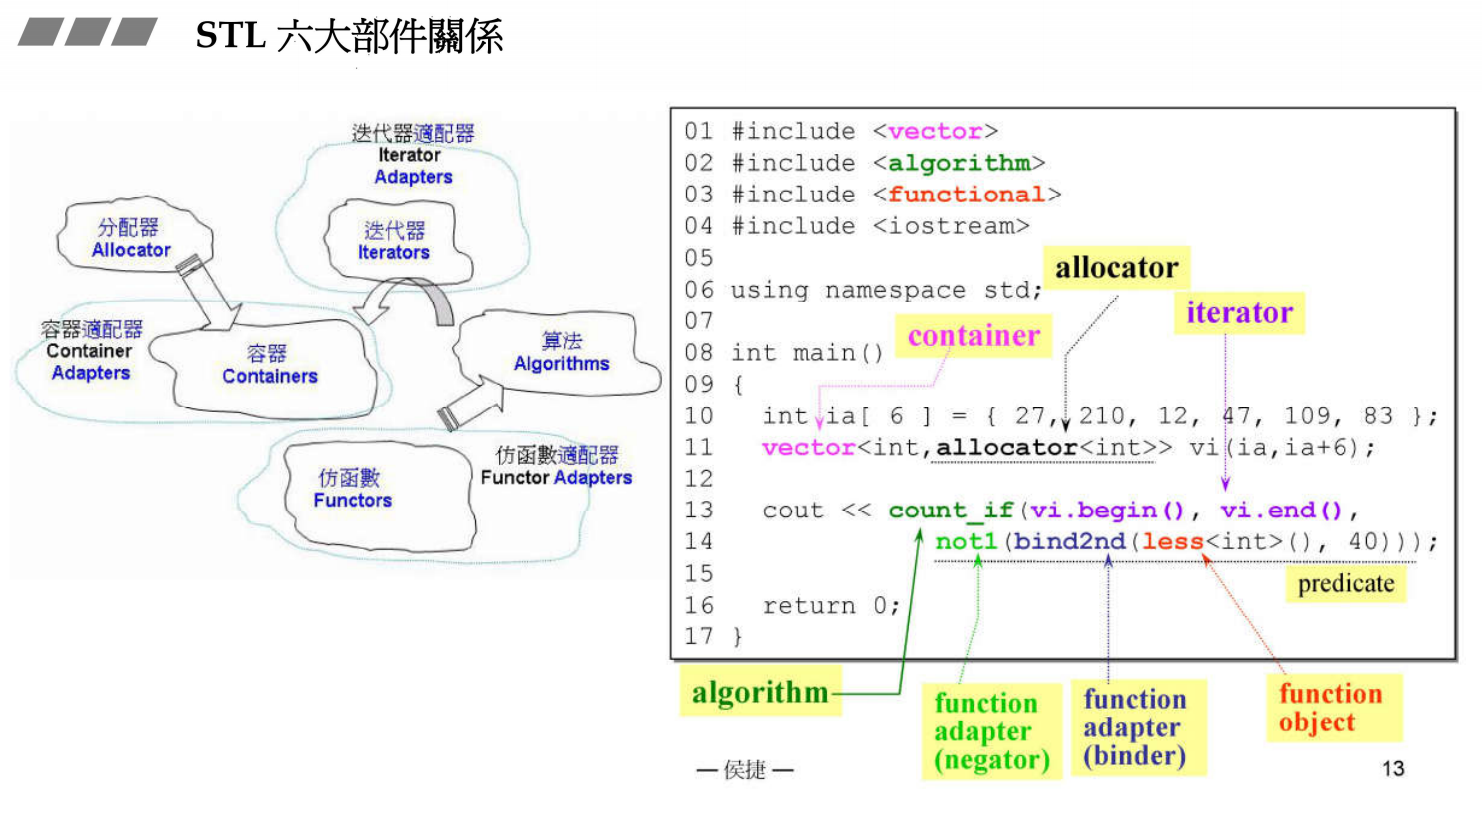 STL 六大部件關係
迭代器適配器
Iterator
Adapters
分配器
Allocator
迭代器
Iterators
容器適配器
Container
Adapters
容器
Containers
算法
Algorithms
仿函數
Functors
仿函數適配器
Functor Adapters
01 #include <vector>
02 #include <algorithm>
03 #include <functional>
04 #include <iostream>
05
06 using namespace std;
07
08 int main()
09 {
10 int ia[ 6 ] = { 27, 210, 12, 47, 109, 83 };
11 vector<int,allocator<int>> vi(ia,ia+6);
12
13 cout << count_if(vi.begin(), vi.end(),
14 not1(bind2nd(less<int>(), 40)));
15
16 return 0;
17 }
allocator
iterator
container
predicate
algorithm
function
adapter
(negator)
function
adapter
(binder)
function
object
— 侯捷 —
13